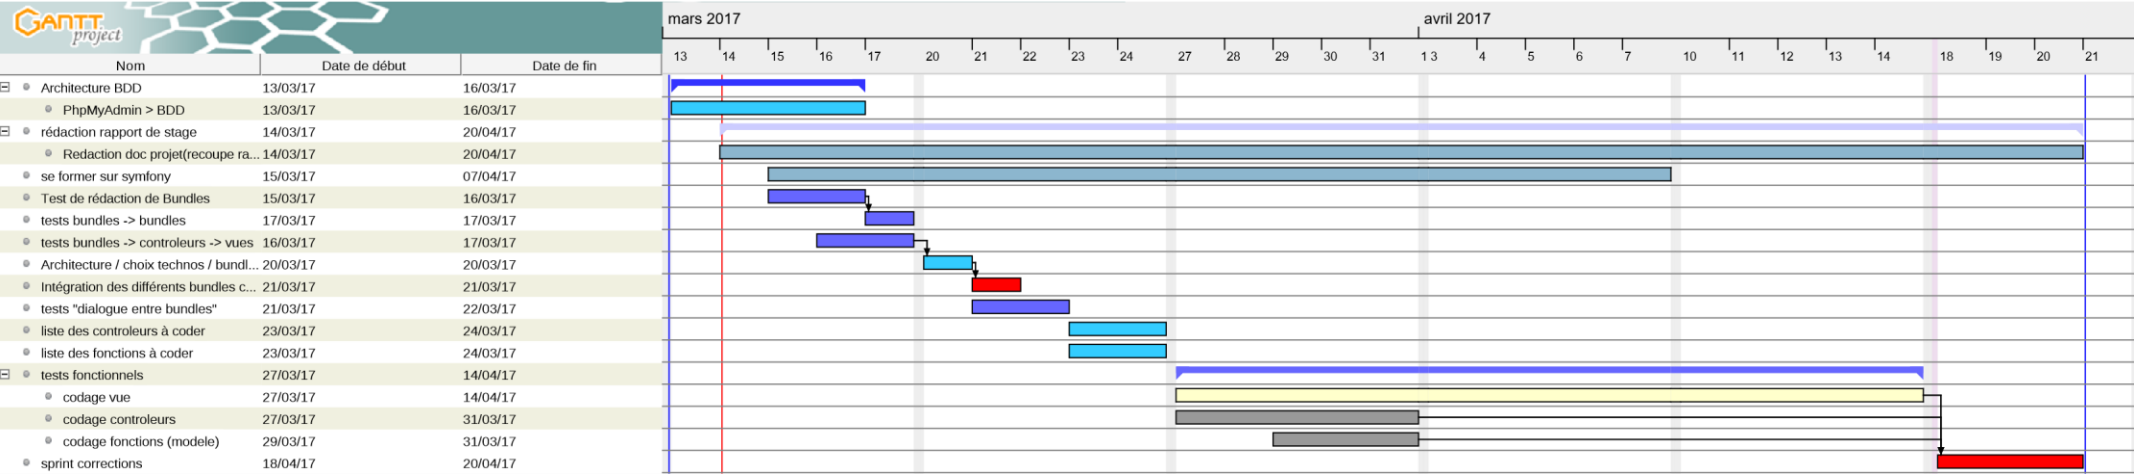 GANTT
project
mars 2017 avril 2017
13 14 15 16 17 20 21 22 23 24 27 28 29 30 31 1 3 4 5 6 7 10 11 12 13 14 18 19 20 21
Nom Date de début Date de fin
Architecture BDD 13/03/17 16/03/17
PhpMyAdmin > BDD 13/03/17 16/03/17
rédaction rapport de stage 14/03/17 20/04/17
Redaction doc projet(recoupe ra... 14/03/17 20/04/17
se former sur symfony 15/03/17 07/04/17
Test de rédaction de Bundles 15/03/17 16/03/17
tests bundles -> bundles 17/03/17 17/03/17
tests bundles -> controleurs -> vues 16/03/17 17/03/17
Architecture / choix technos / bundl... 20/03/17 20/03/17
Intégration des différents bundles c... 21/03/17 21/03/17
tests "dialogue entre bundles" 21/03/17 22/03/17
liste des controleurs à coder 23/03/17 24/03/17
liste des fonctions à coder 23/03/17 24/03/17
tests fonctionnels 27/03/17 14/04/17
codage vue 27/03/17 14/04/17
codage controleurs 27/03/17 31/03/17
codage fonctions (modele) 29/03/17 31/03/17
sprint corrections 18/04/17 20/04/17